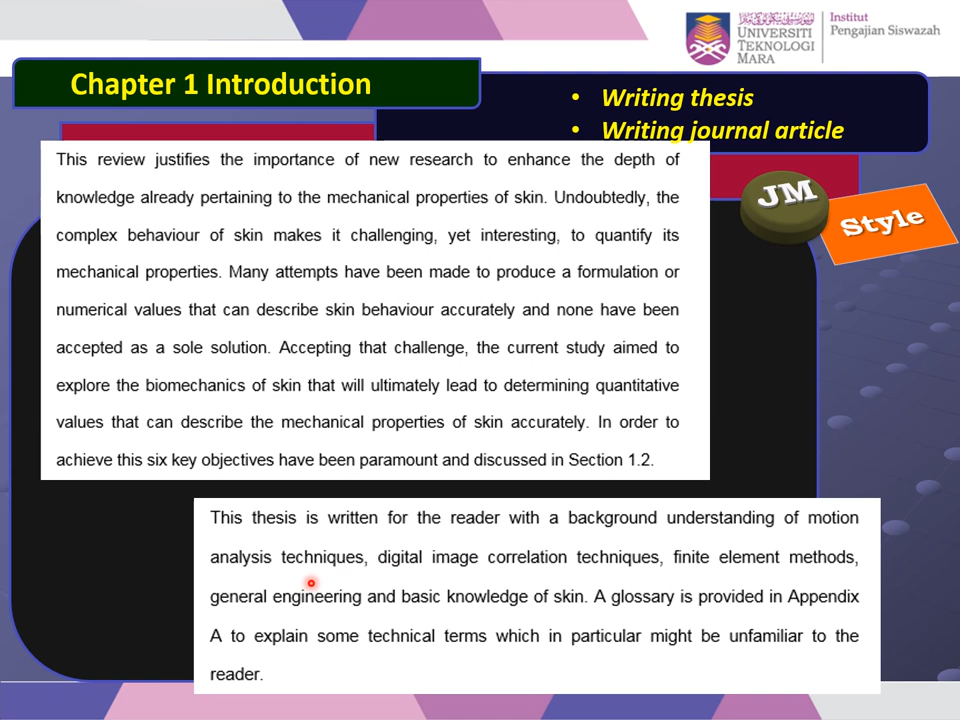 UNIVERSITI
TEKNOLOGI
MARA
Institut
Pengajian Siswazah
Chapter 1 Introduction
• Writing thesis
• Writing journal article
JM
Style
This review justifies the importance of new research to enhance the depth of
knowledge already pertaining to the mechanical properties of skin. Undoubtedly, the
complex behaviour of skin makes it challenging, yet interesting, to quantify its
mechanical properties. Many attempts have been made to produce a formulation or
numerical values that can describe skin behaviour accurately and none have been
accepted as a sole solution. Accepting that challenge, the current study aimed to
explore the biomechanics of skin that will ultimately lead to determining quantitative
values that can describe the mechanical properties of skin accurately. In order to
achieve this six key objectives have been paramount and discussed in Section 1.2.
This thesis is written for the reader with a background understanding of motion
analysis techniques, digital image correlation techniques, finite element methods,
general engineering and basic knowledge of skin. A glossary is provided in Appendix
A to explain some technical terms which in particular might be unfamiliar to the
reader.